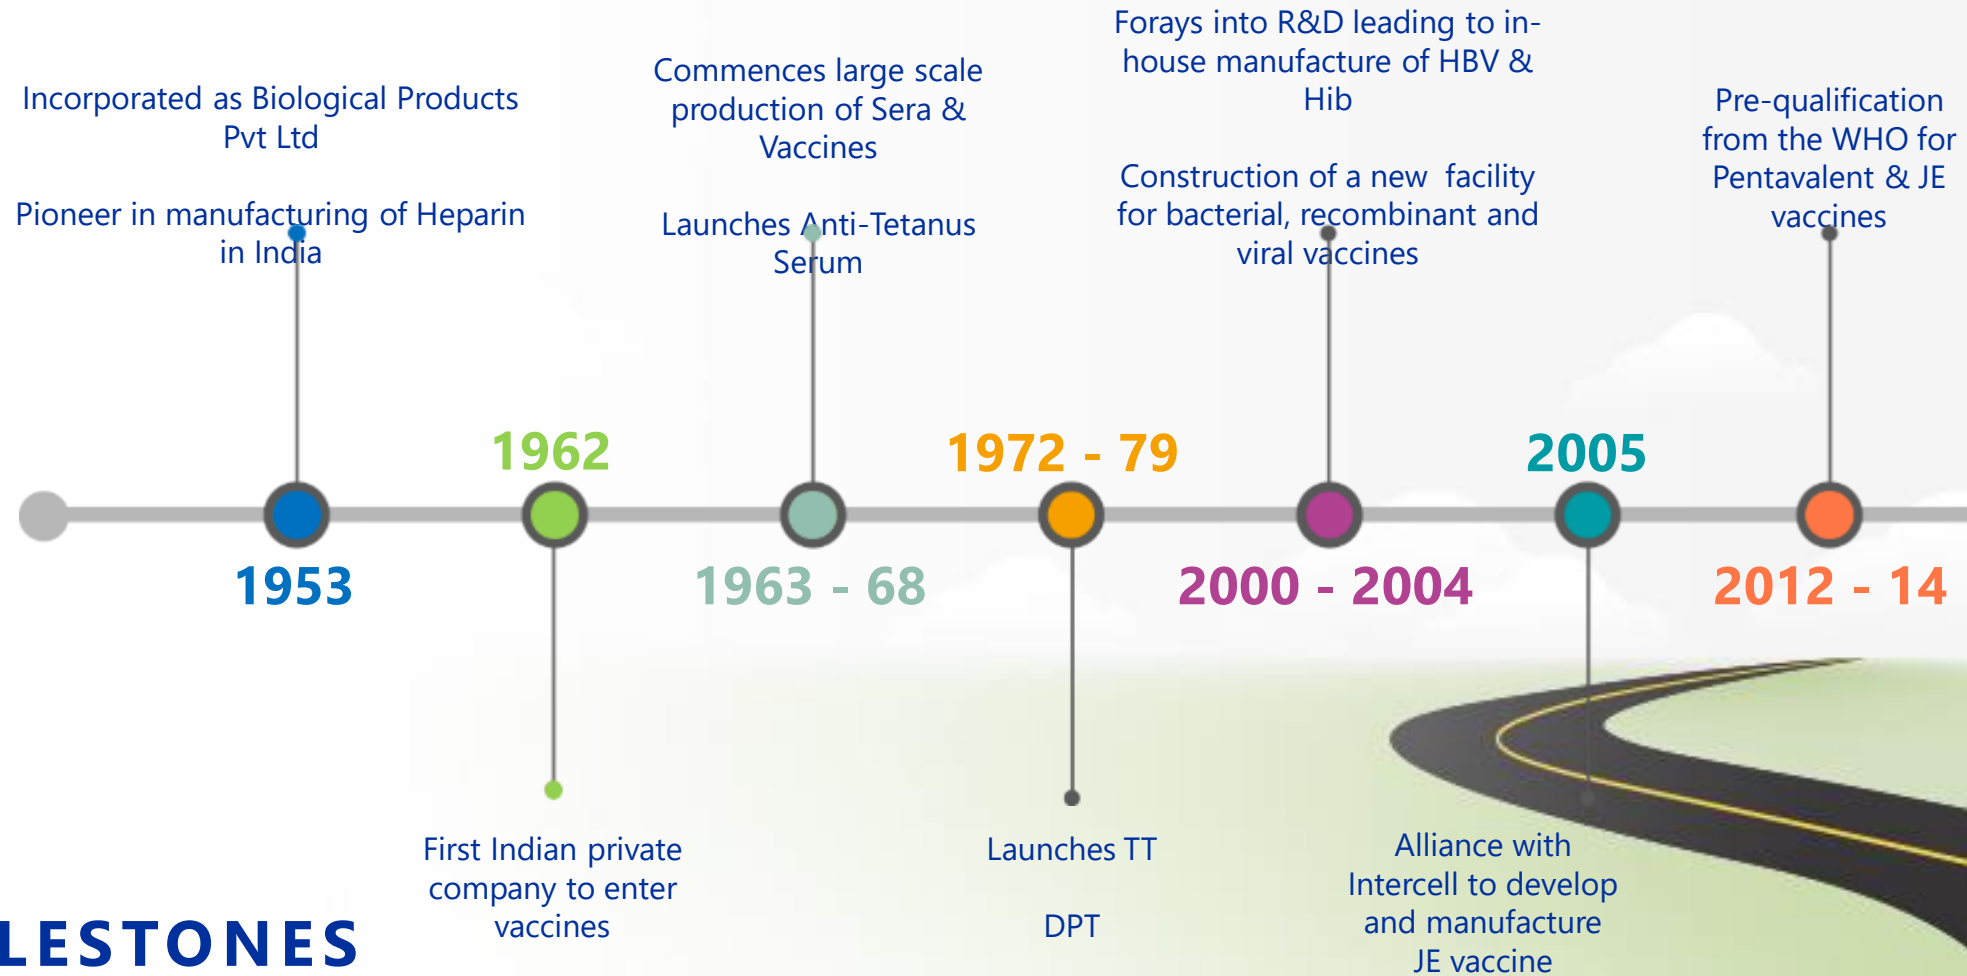 Incorporated as Biological Products
Pvt Ltd
Pioneer in manufacturing of Heparin
in India
1953
1962
First Indian private
company to enter
vaccines
Commences large scale
production of Sera &
Vaccines
Launches Anti-Tetanus
Serum
1963 - 68
1972 - 79
Launches TT
DPT
Forays into R&D leading to in-
house manufacture of HBV &
Hib
Construction of a new facility
for bacterial, recombinant and
viral vaccines
2000 - 2004
2005
Alliance with
Intercell to develop
and manufacture
JE vaccine
Pre-qualification
from the WHO for
Pentavalent & JE
vaccines
2012 - 14
LESTONES